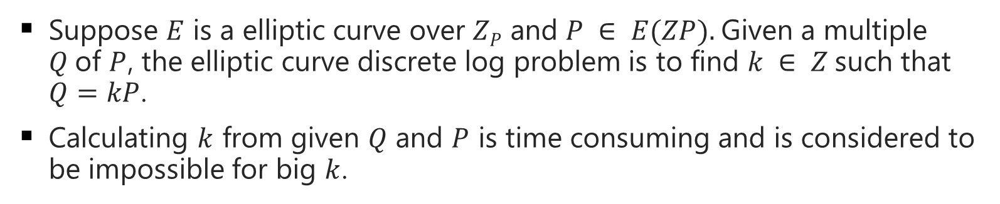 ▪ Suppose E is a elliptic curve over Z_P and P ∈ E(ZP). Given a multiple
Q of P, the elliptic curve discrete log problem is to find k ∈ Z such that
Q = kP.
▪ Calculating k from given Q and P is time consuming and is considered to
be impossible for big k.